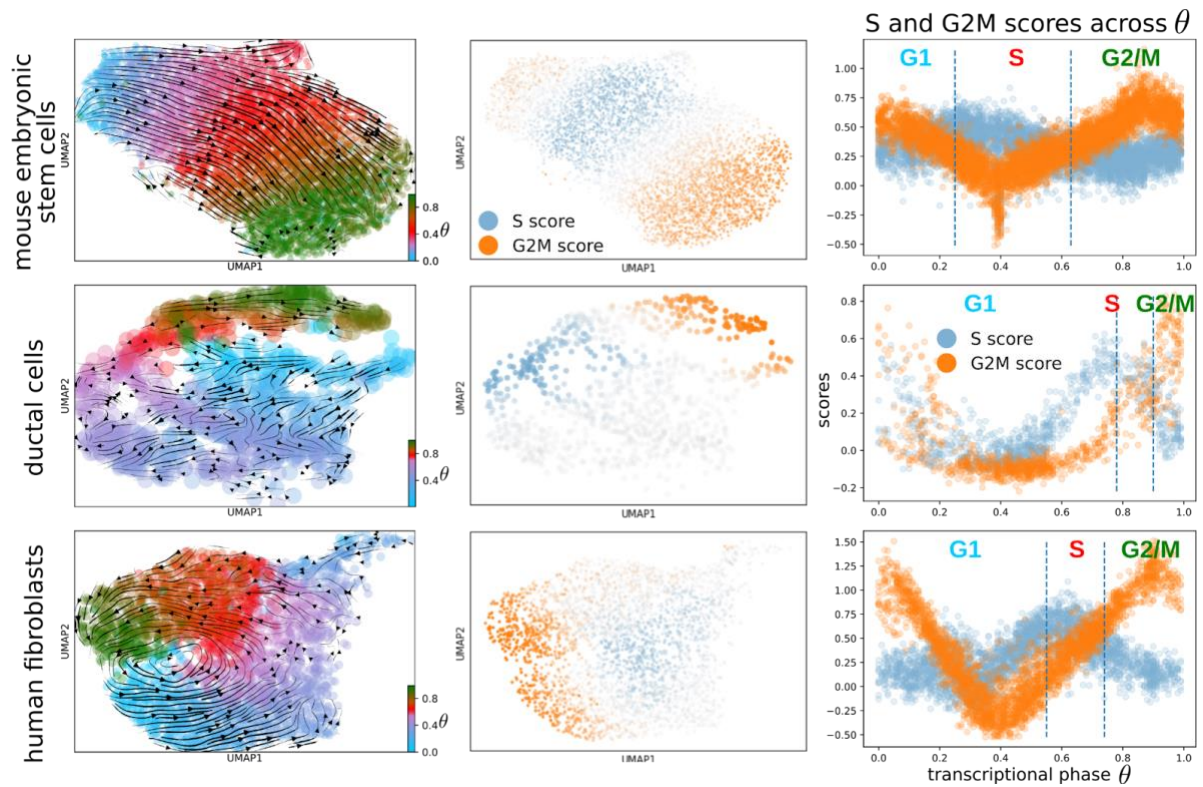 S and G2M scores across θ
mouse embryonic
stem cells
UMAP2
UMAP1
0.8
0.4
0.0
θ
UMAP2
S score
G2M score
UMAP1
G1 S G2/M
1.00
0.75
0.50
0.25
0.00
−0.25
−0.50
0.0 0.2 0.4 0.6 0.8 1.0
ductal cells
UMAP2
UMAP1
0.8
0.4
θ
UMAP2
UMAP1
scores
G1 S G2/M
S score
G2M score
0.8
0.6
0.4
0.2
0.0
−0.2
0.0 0.2 0.4 0.6 0.8 1.0
human fibroblasts
UMAP2
UMAP1
0.8
0.4
0.0
θ
UMAP2
UMAP1
G1 S G2/M
1.50
1.25
1.00
0.75
0.50
0.25
0.00
−0.25
−0.50
0.0 0.2 0.4 0.6 0.8 1.0
transcriptional phase θ